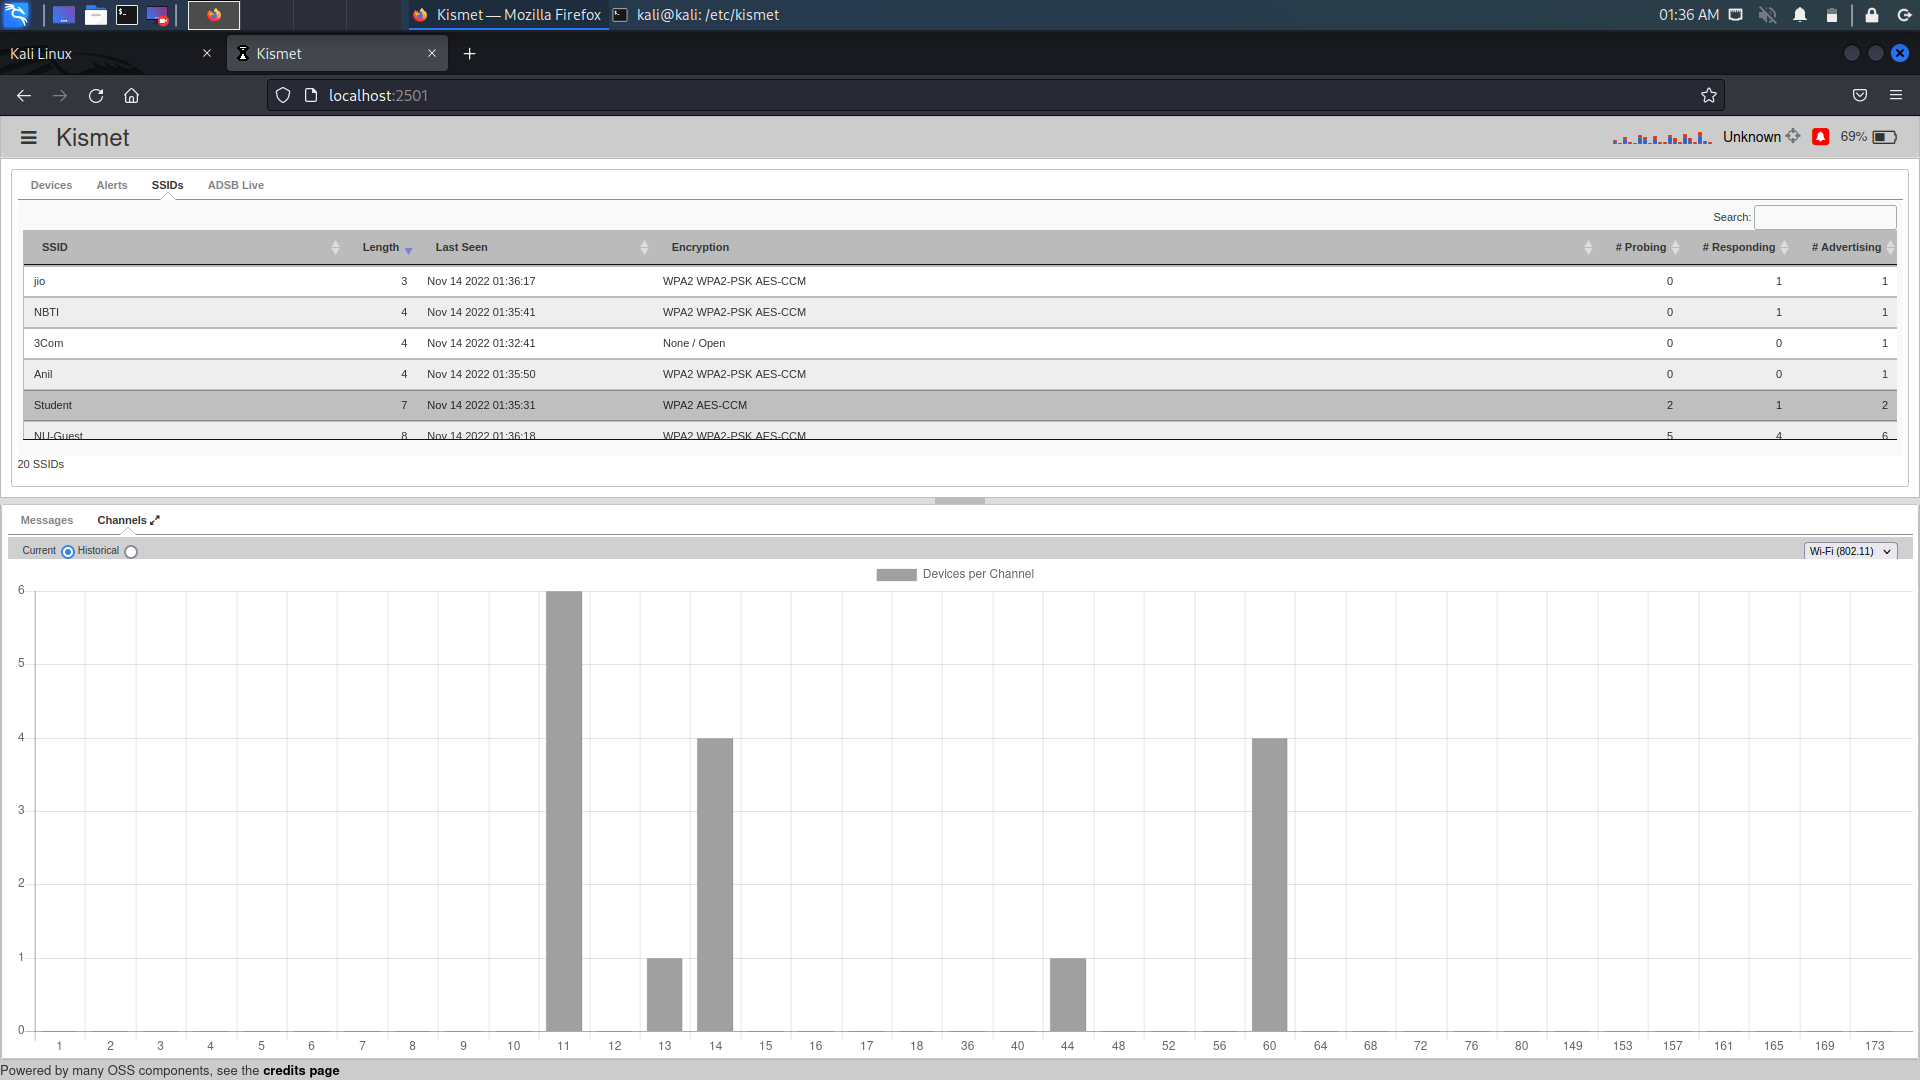 Kismet — Mozilla Firefox
kali@kali: /etc/kismet
01:36 AM
Kali Linux
Kismet
localhost:2501
Kismet
Unknown
69%
Devices Alerts SSIDs ADSB Live
Search:
SSID Length Last Seen Encryption # Probing # Responding # Advertising
jio 3 Nov 14 2022 01:36:17 WPA2 WPA2-PSK AES-CCM 0 1 1
NBTI 4 Nov 14 2022 01:35:41 WPA2 WPA2-PSK AES-CCM 0 1 1
3Com 4 Nov 14 2022 01:32:41 None / Open 0 0 1
Anil 4 Nov 14 2022 01:35:50 WPA2 WPA2-PSK AES-CCM 0 0 1
Student 7 Nov 14 2022 01:35:31 WPA2 AES-CCM 2 1 2
NU-Guest 8 Nov 14 2022 01:36:18 WPA2 WPA2-PSK AES-CCM 5 4 6
20 SSIDs
Messages Channels
Current Historical
Wi-Fi (802.11)
Devices per Channel
6
5
4
3
2
1
0
1 2 3 4 5 6 7 8 9 10 11 12 13 14 15 16 17 18 36 40 44 48 52 56 60 64 68 72 76 80 149 153 157 161 165 169 173
Powered by many OSS components, see the credits page